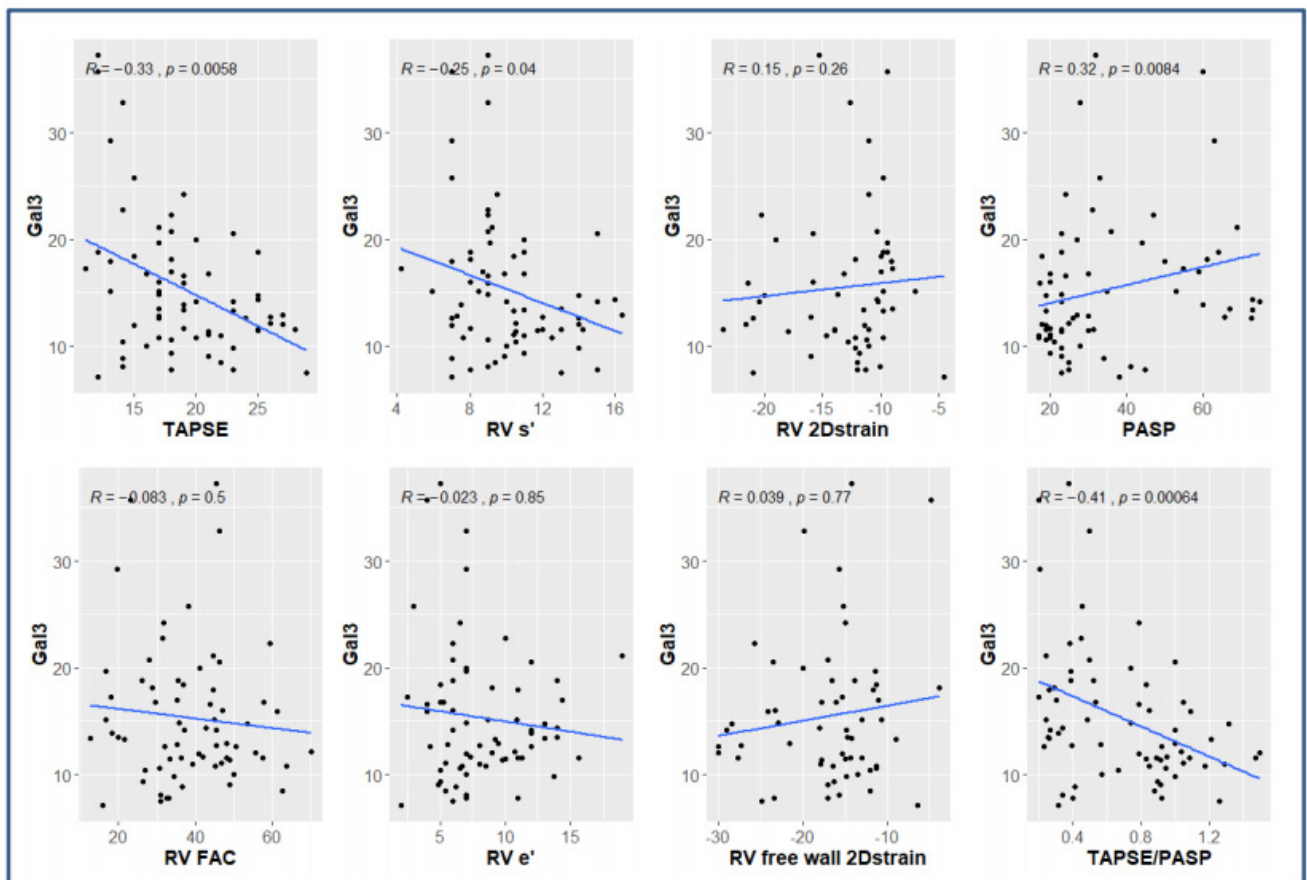 R = −0.33 , p = 0.0058
R = −0.25 , p = 0.04
R = 0.15 , p = 0.26
R = 0.32 , p = 0.0084
Gal3
30
20
10
15
20
25
TAPSE
Gal3
30
20
10
4
8
12
16
RV s'
Gal3
30
20
10
-20
-15
-10
-5
RV 2Dstrain
Gal3
30
20
10
20
40
60
PASP
R = −0.083 , p = 0.5
R = −0.023 , p = 0.85
R = 0.039 , p = 0.77
R = −0.41 , p = 0.00064
Gal3
30
20
10
20
40
60
RV FAC
Gal3
30
20
10
5
10
15
RV e'
Gal3
30
20
10
-30
-20
-10
RV free wall 2Dstrain
Gal3
30
20
10
0.4
0.8
1.2
TAPSE/PASP